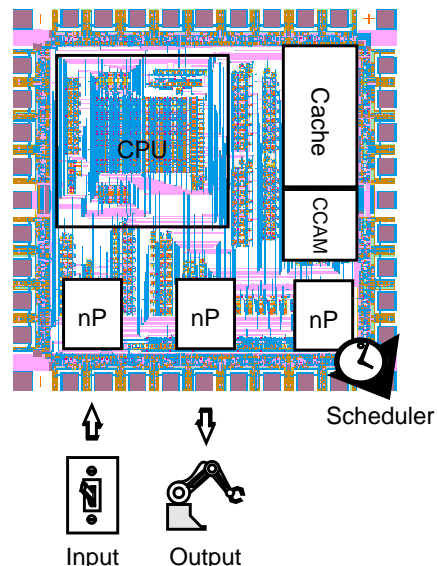 CPU
Cache
CCAM
nP
nP
nP
Scheduler
Input
Output